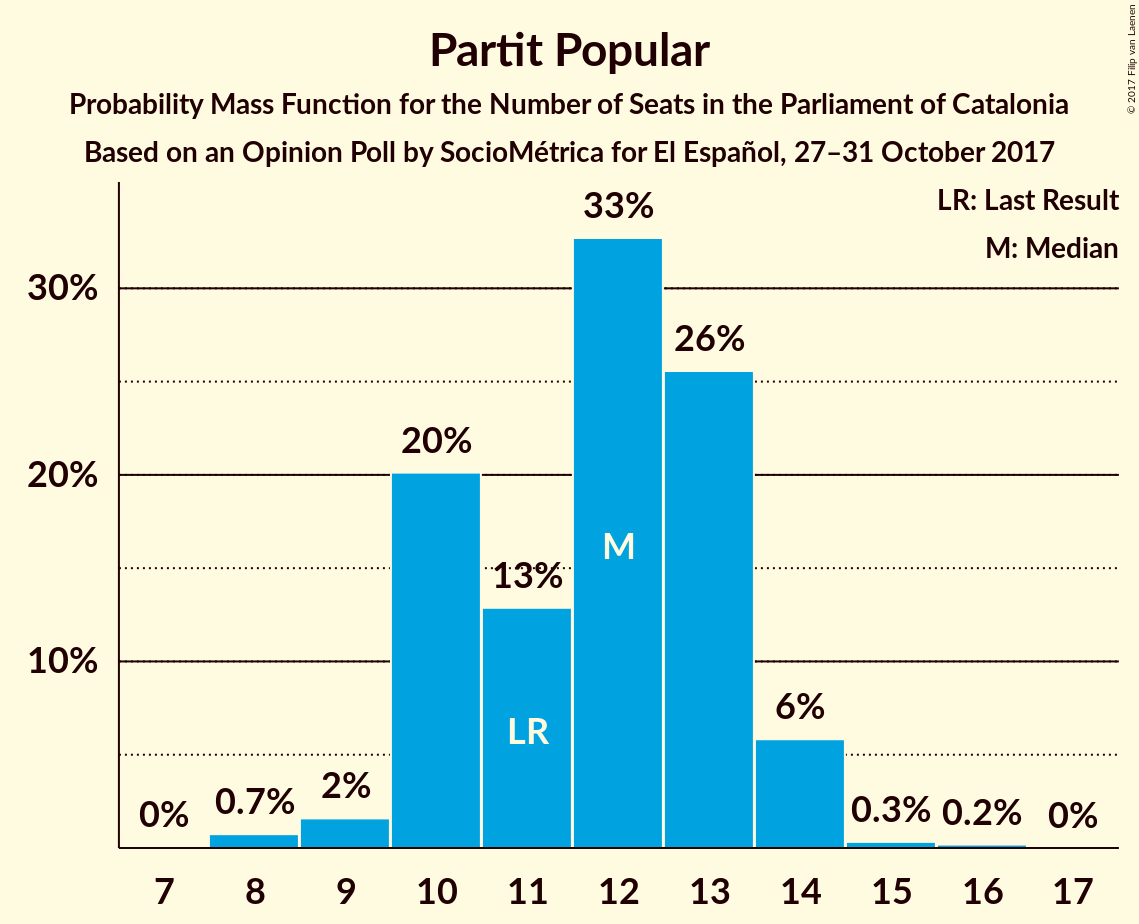 © 2017 Filip van Laenen
Partit Popular
Probability Mass Function for the Number of Seats in the Parliament of Catalonia
Based on an Opinion Poll by SocioMétrica for El Español, 27–31 October 2017
LR: Last Result
M: Median
33%
30%
26%
20%
20%
M
13%
10%
6%
LR
2%
0.7%
0%
0.3%
0.2%
0%
7 8 9 10 11 12 13 14 15 16 17